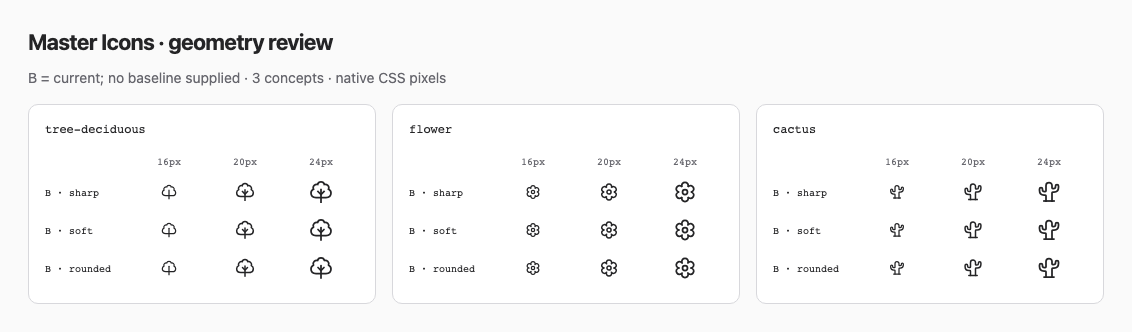 Master Icons · geometry review
B = current; no baseline supplied · 3 concepts · native CSS pixels
tree-deciduous
16px 20px 24px
B · sharp
B · soft
B · rounded
flower
16px 20px 24px
B · sharp
B · soft
B · rounded
cactus
16px 20px 24px
B · sharp
B · soft
B · rounded